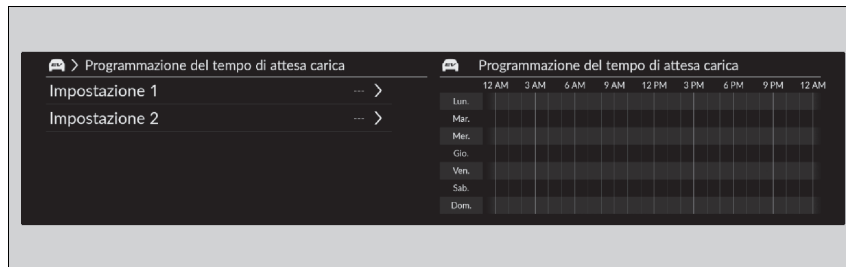 > Programmazione del tempo di attesa carica
Impostazione 1 --- >
Impostazione 2 --- >
Programmazione del tempo di attesa carica
12 AM 3 AM 6 AM 9 AM 12 PM 3 PM 6 PM 9 PM 12 AM
Lun.
Mar.
Mer.
Gio.
Ven.
Sab.
Dom.